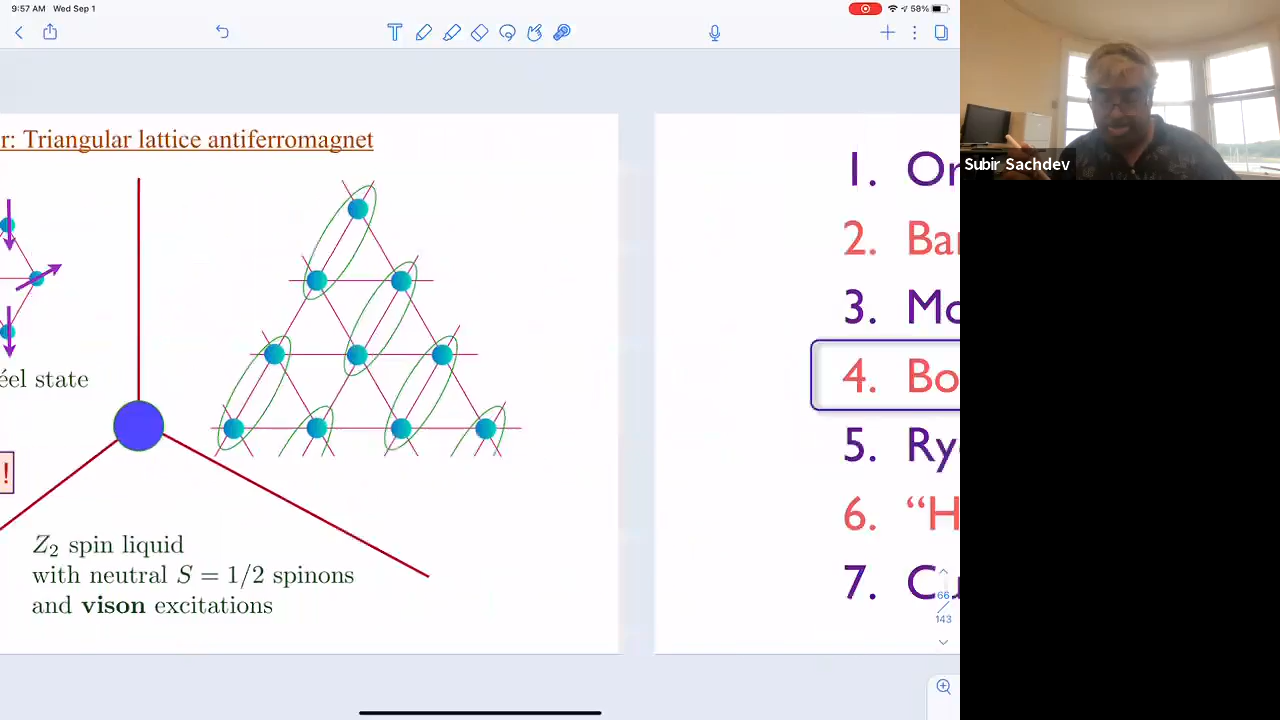 9:57 AM Wed Sep 1
58%
r: Triangular lattice antiferromagnet
éel state
!
Z₂ spin liquid
with neutral S = 1/2 spinons
and vison excitations
1. Or
2. Bar
3. Mo
4. Bo
5. Ry
6. “H
7. Cu
66
143
Subir Sachdev